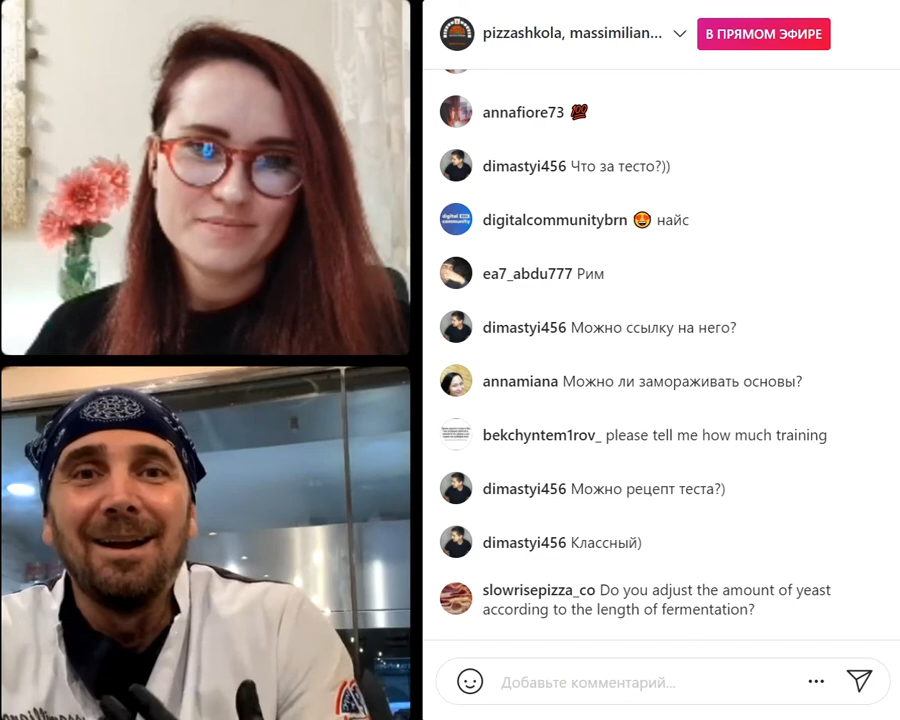 pizzashkola, massimilian...
В ПРЯМОМ ЭФИРЕ
annafiore73 💯
dimastyi456 Что за тесто?))
digital
community
digitalcommunitybrn 😍 найс
ea7_abdu777 Рим
dimastyi456 Можно ссылку на него?
annamiana Можно ли замораживать основы?
bekchyntem1rov_ please tell me how much training
dimastyi456 Можно рецепт теста?)
dimastyi456 Классный)
slowrisepizza_co Do you adjust the amount of yeast
according to the length of fermentation?
Добавьте комментарий...